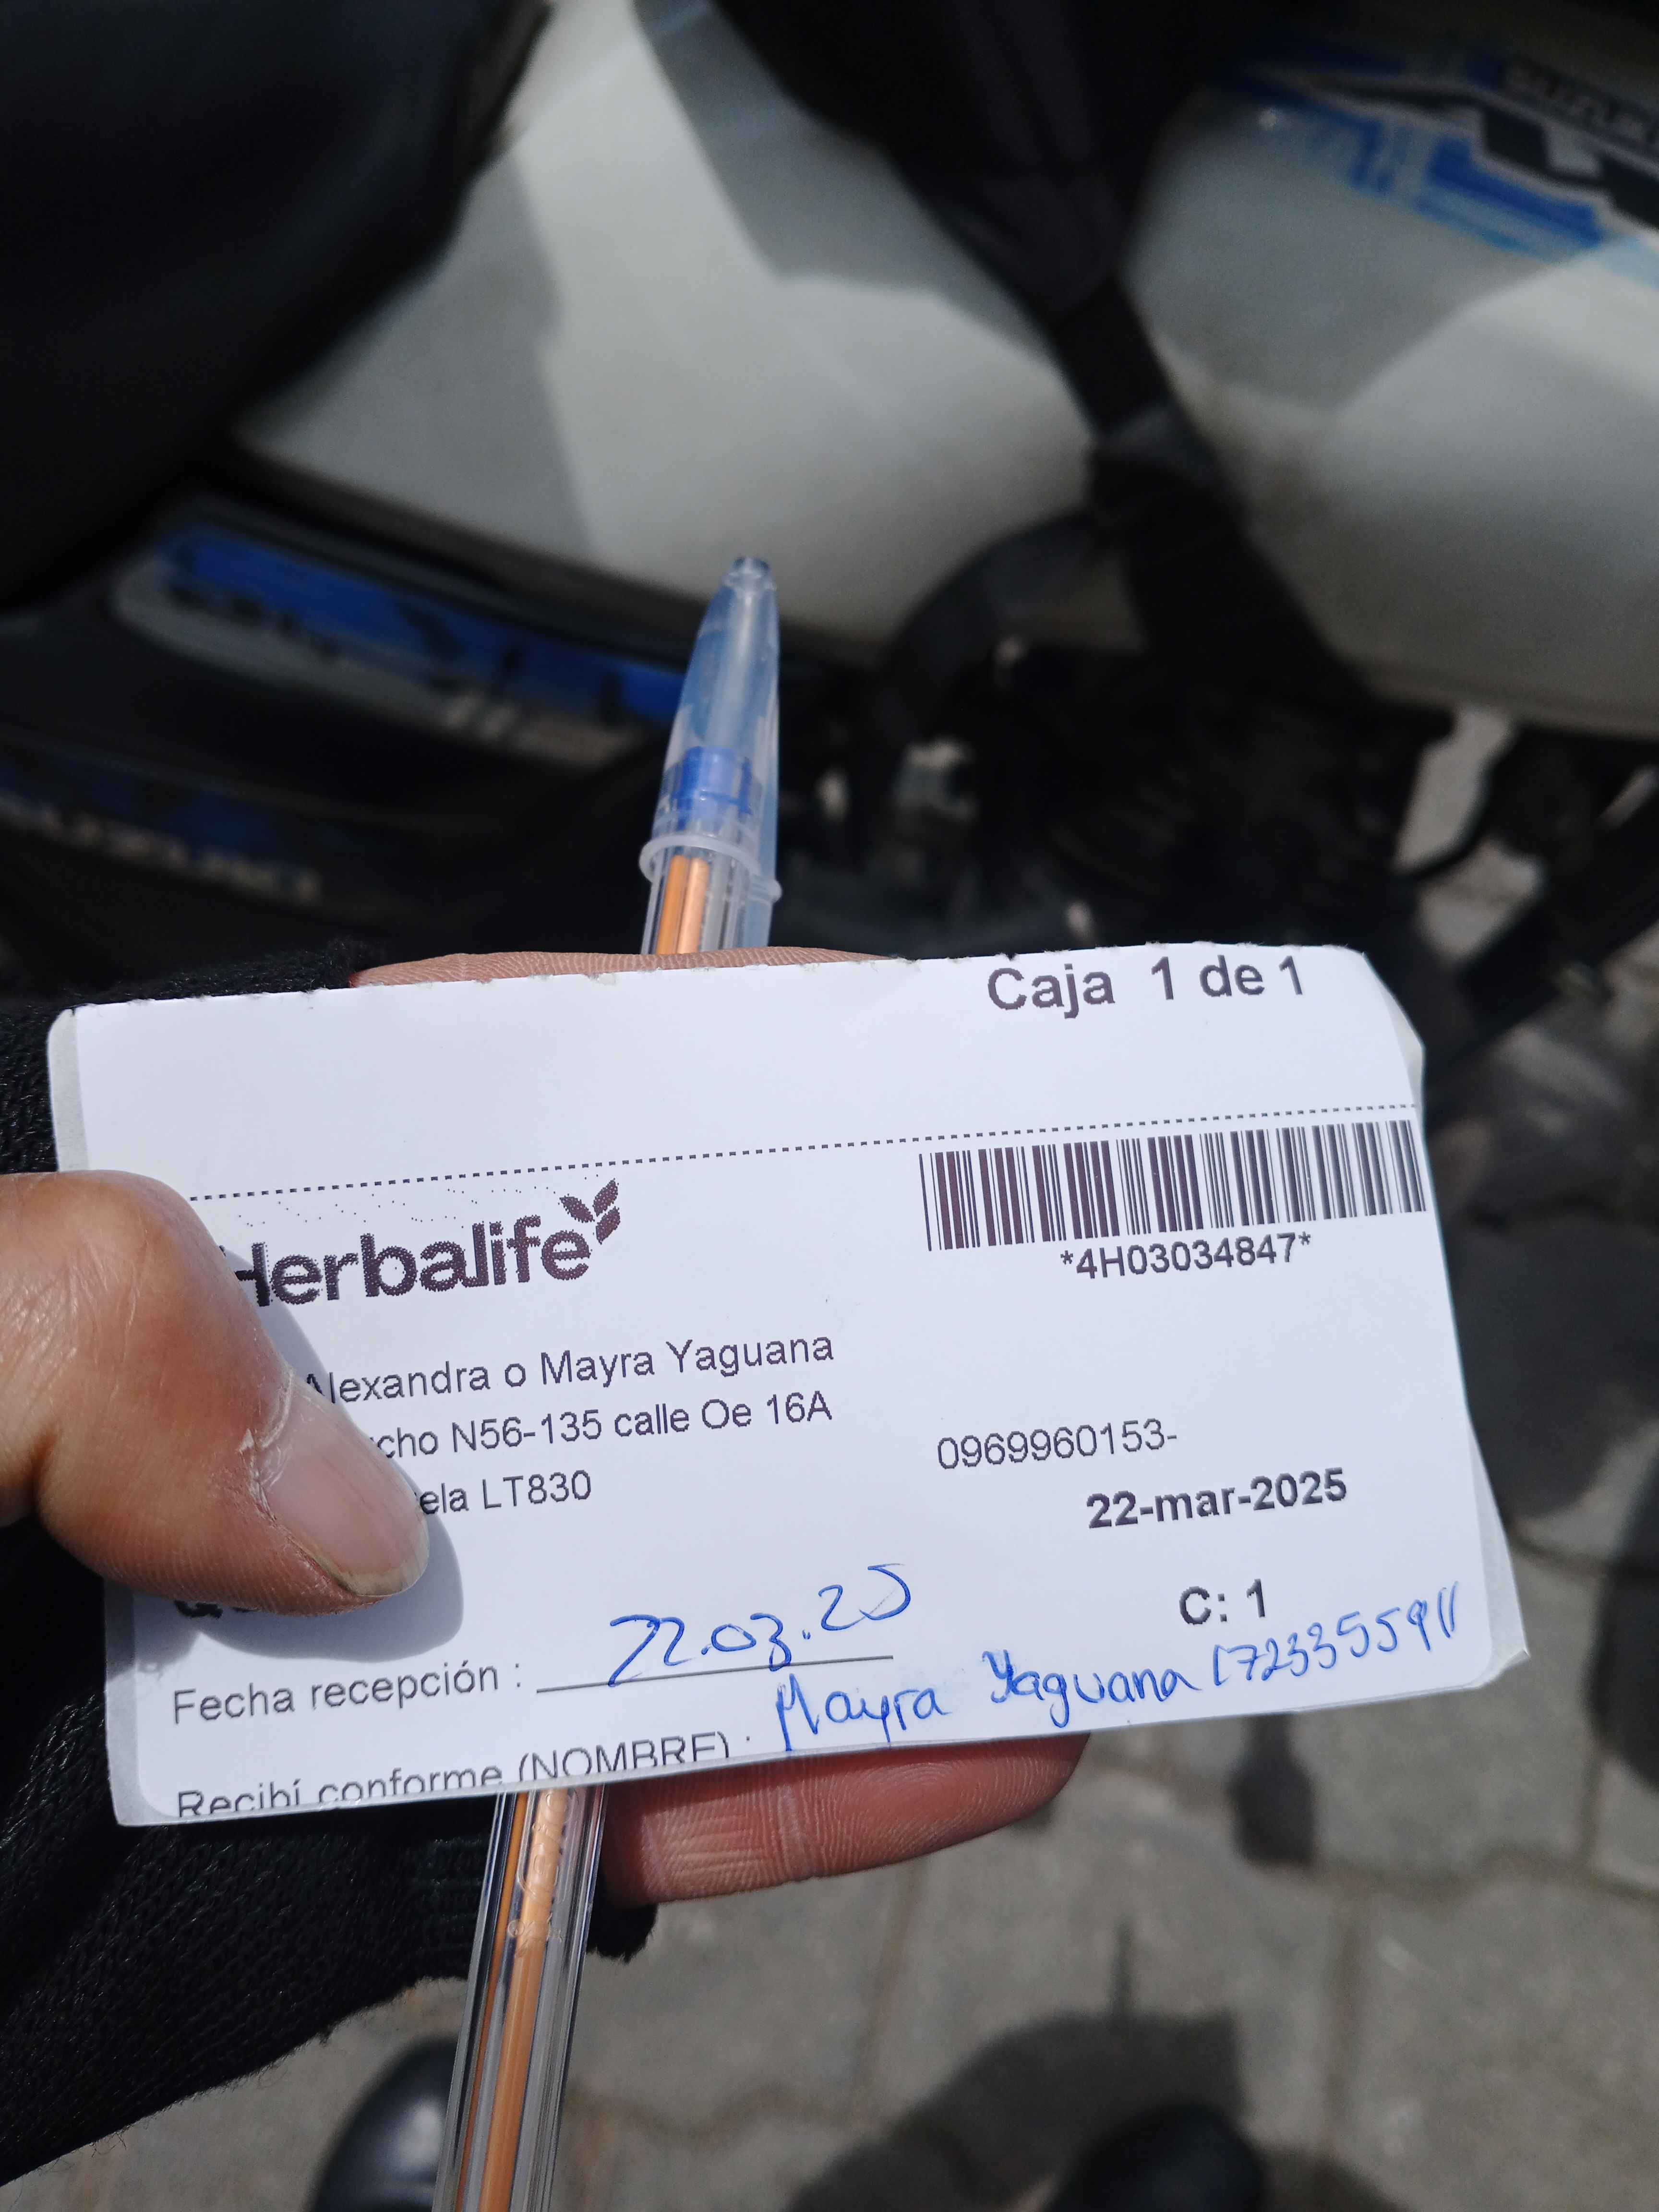 Caja 1 de 1
Herbalife
*4H03034847*
Alexandra o Mayra Yaguana
cho N56-135 calle Oe 16A
0969960153-
ela LT830
22-mar-2025
C: 1
Fecha recepción : 22.03.25
Recibí conforme (NOMBRE) : Mayra Yaguana 1723355911